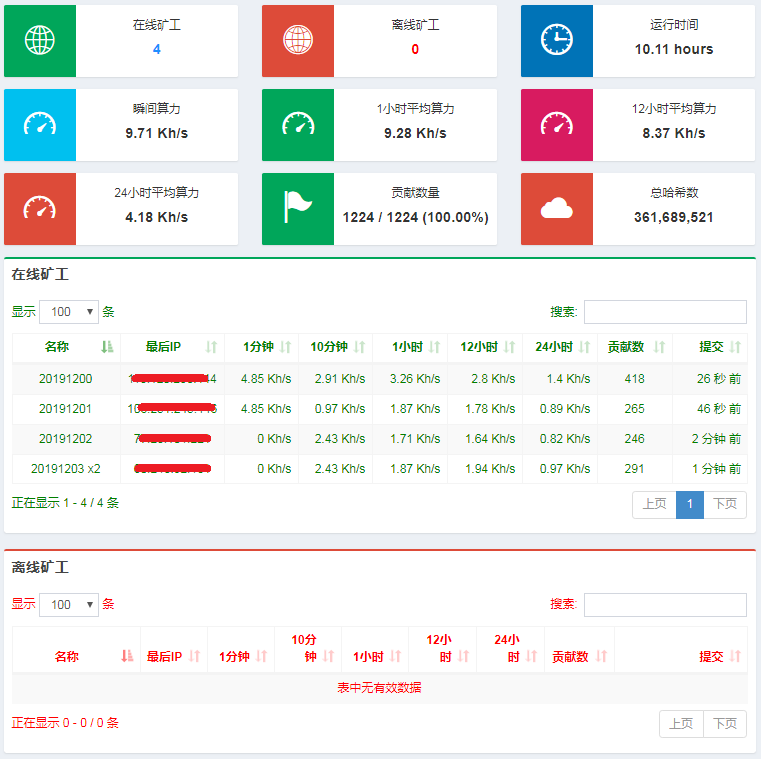 在线矿工
4
离线矿工
0
运行时间
10.11 hours
瞬间算力
9.71 Kh/s
1小时平均算力
9.28 Kh/s
12小时平均算力
8.37 Kh/s
24小时平均算力
4.18 Kh/s
贡献数量
1224 / 1224 (100.00%)
总哈希数
361,689,521
在线矿工
显示 100 条 搜索:
名称 最后IP 1分钟 10分钟 1小时 12小时 24小时 贡献数 提交
20191200 4.85 Kh/s 2.91 Kh/s 3.26 Kh/s 2.8 Kh/s 1.4 Kh/s 418 26 秒 前
20191201 4.85 Kh/s 0.97 Kh/s 1.87 Kh/s 1.78 Kh/s 0.89 Kh/s 265 46 秒 前
20191202 0 Kh/s 2.43 Kh/s 1.71 Kh/s 1.64 Kh/s 0.82 Kh/s 246 2 分钟 前
20191203 x2 0 Kh/s 2.43 Kh/s 1.87 Kh/s 1.94 Kh/s 0.97 Kh/s 291 1 分钟 前
正在显示 1 - 4 / 4 条 上页 1 下页
离线矿工
显示 100 条 搜索:
名称 最后IP 1分钟 10分钟 1小时 12小时 24小时 贡献数 提交
表中无有效数据
正在显示 0 - 0 / 0 条 上页 下页